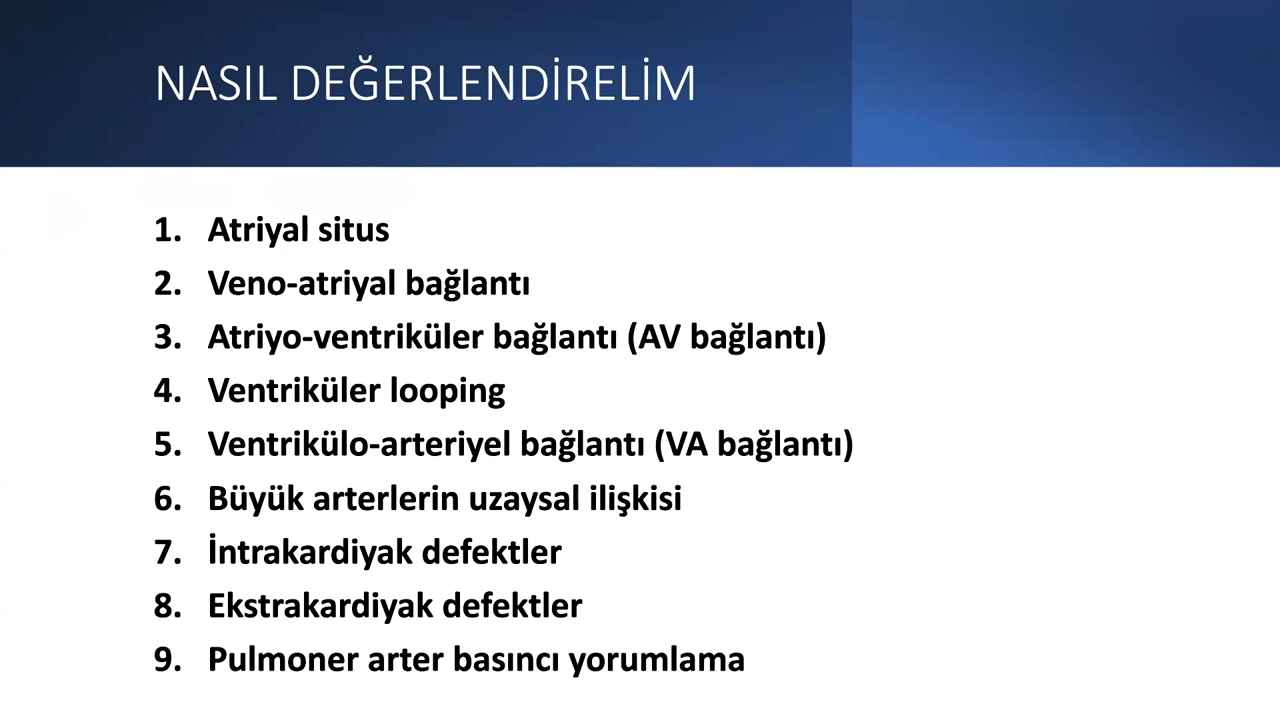 NASIL DEĞERLENDİRELİM
1. Atriyal situs
2. Veno-atriyal bağlantı
3. Atriyo-ventriküler bağlantı (AV bağlantı)
4. Ventriküler looping
5. Ventrikülo-arteriyel bağlantı (VA bağlantı)
6. Büyük arterlerin uzaysal ilişkisi
7. İntrakardiyak defektler
8. Ekstrakardiyak defektler
9. Pulmoner arter basıncı yorumlama